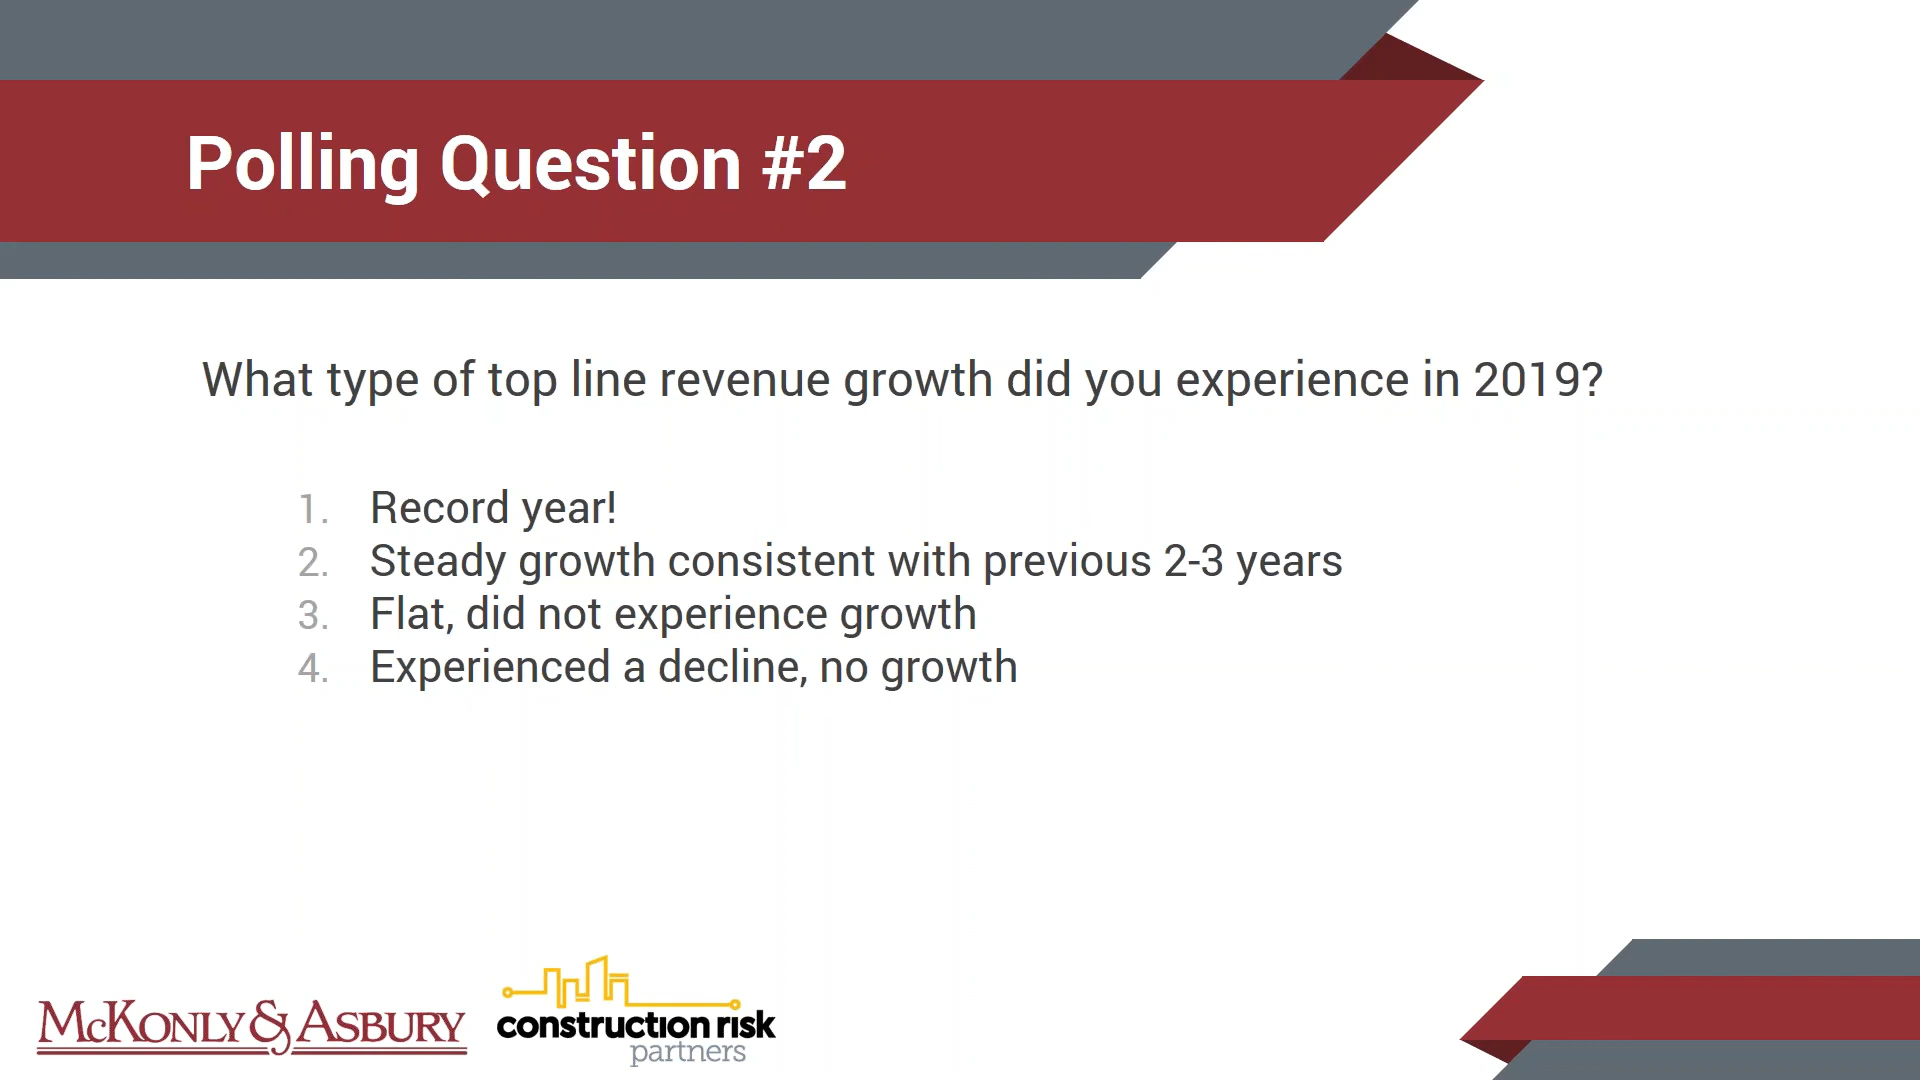 Polling Question #2
What type of top line revenue growth did you experience in 2019?
1. Record year!
2. Steady growth consistent with previous 2-3 years
3. Flat, did not experience growth
4. Experienced a decline, no growth
McKonly & Asbury
construction risk
partners